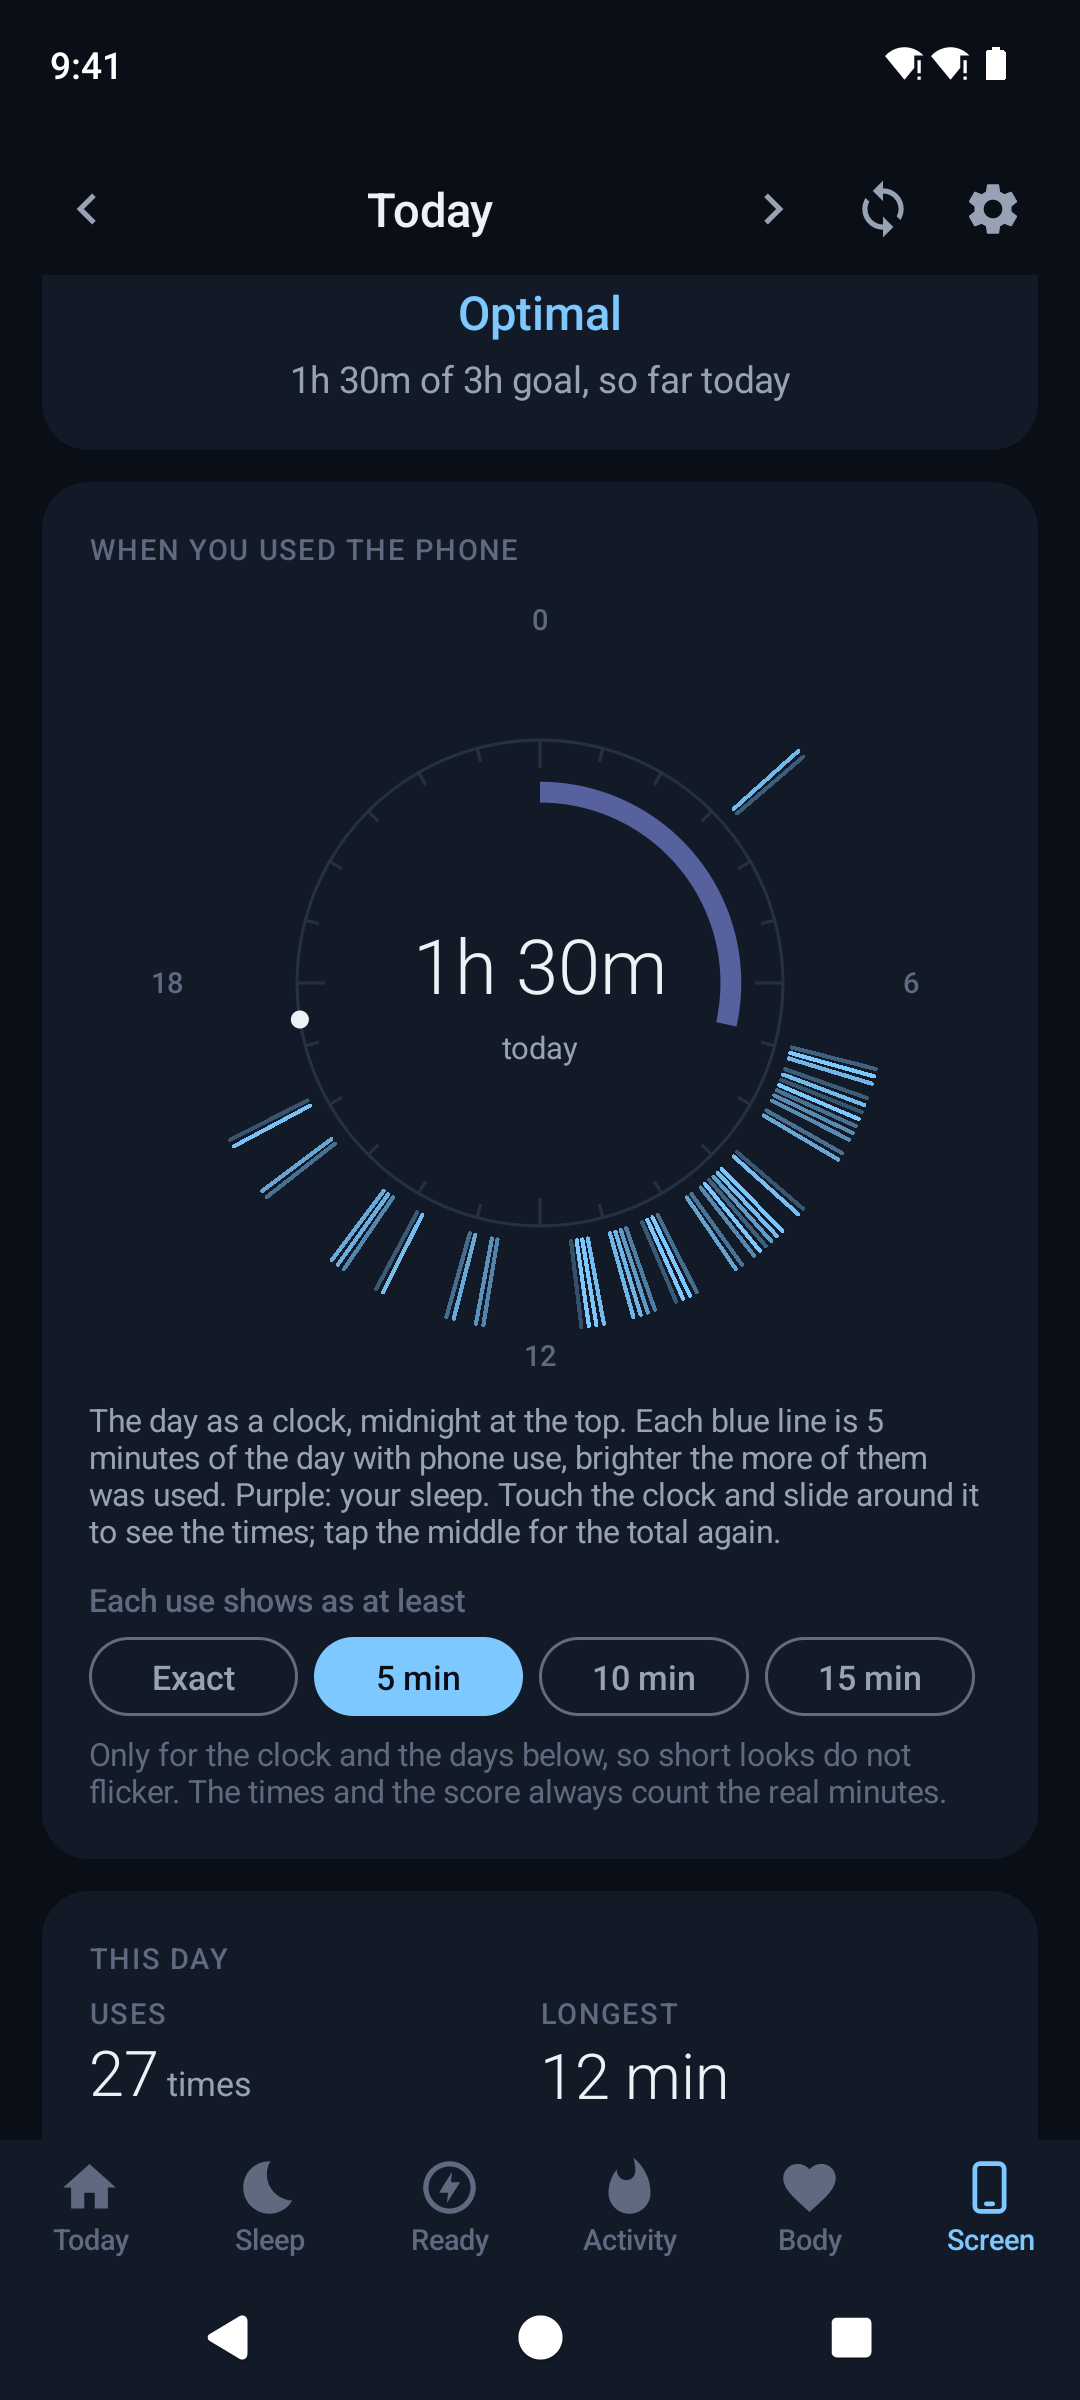 9:41
Today
Optimal
1h 30m of 3h goal, so far today
WHEN YOU USED THE PHONE
0
18
1h 30m
6
today
12
The day as a clock, midnight at the top. Each blue line is 5
minutes of the day with phone use, brighter the more of them
was used. Purple: your sleep. Touch the clock and slide around it
to see the times; tap the middle for the total again.
Each use shows as at least
Exact
5 min
10 min
15 min
Only for the clock and the days below, so short looks do not
flicker. The times and the score always count the real minutes.
THIS DAY
USES
27 times
LONGEST
12 min
Today
Sleep
Ready
Activity
Body
Screen